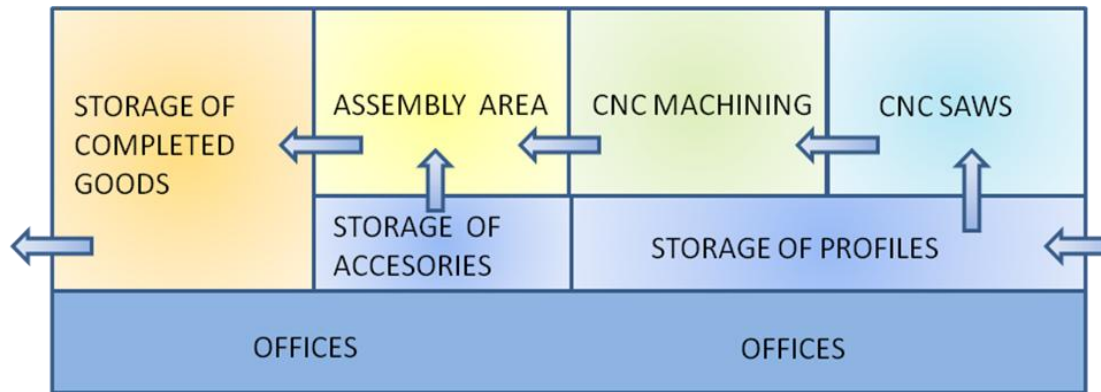 STORAGE OF
COMPLETED
GOODS
ASSEMBLY AREA
CNC MACHINING
CNC SAWS
STORAGE OF
ACCESORIES
STORAGE OF PROFILES
OFFICES
OFFICES